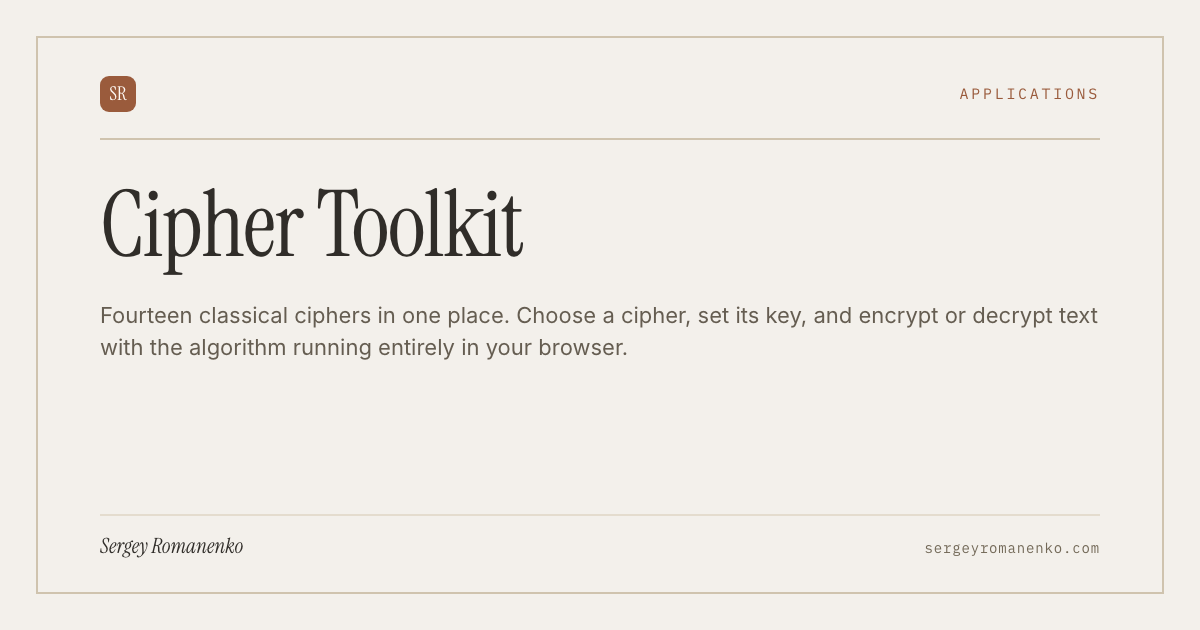 SR
APPLICATIONS
Cipher Toolkit
Fourteen classical ciphers in one place. Choose a cipher, set its key, and encrypt or decrypt text
with the algorithm running entirely in your browser.
Sergey Romanenko
sergeyromanenko.com